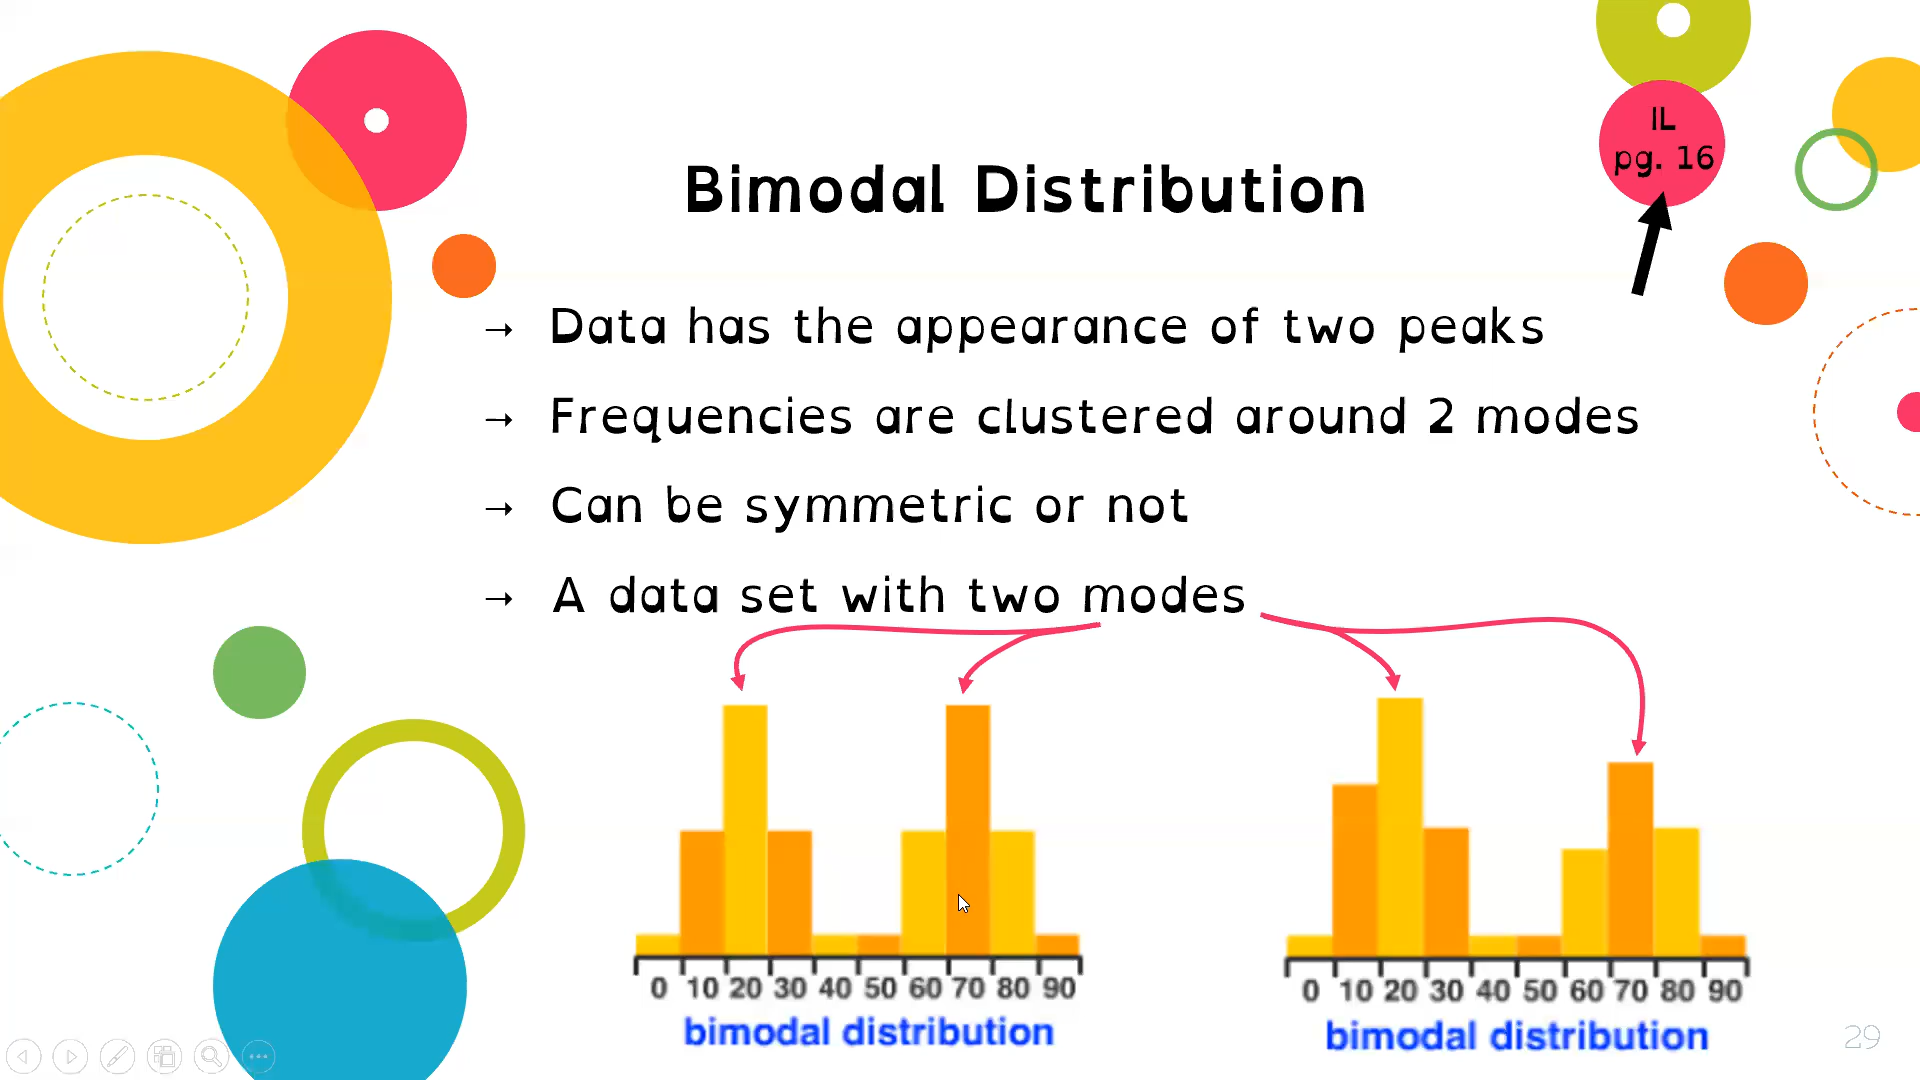 IL
pg. 16
Bimodal Distribution
→ Data has the appearance of two peaks
→ Frequencies are clustered around 2 modes
→ Can be symmetric or not
→ A data set with two modes
0 10 20 30 40 50 60 70 80 90
bimodal distribution
0 10 20 30 40 50 60 70 80 90
bimodal distribution
29